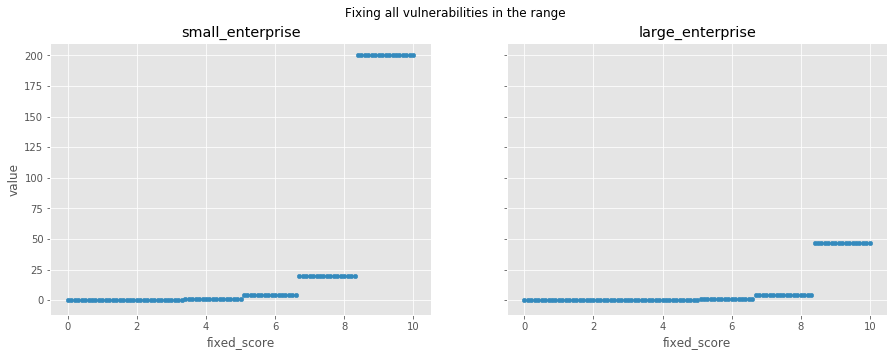 Fixing all vulnerabilities in the range
small_enterprise
large_enterprise
value
200
175
150
125
100
75
50
25
0
0 2 4 6 8 10
0 2 4 6 8 10
fixed_score
fixed_score